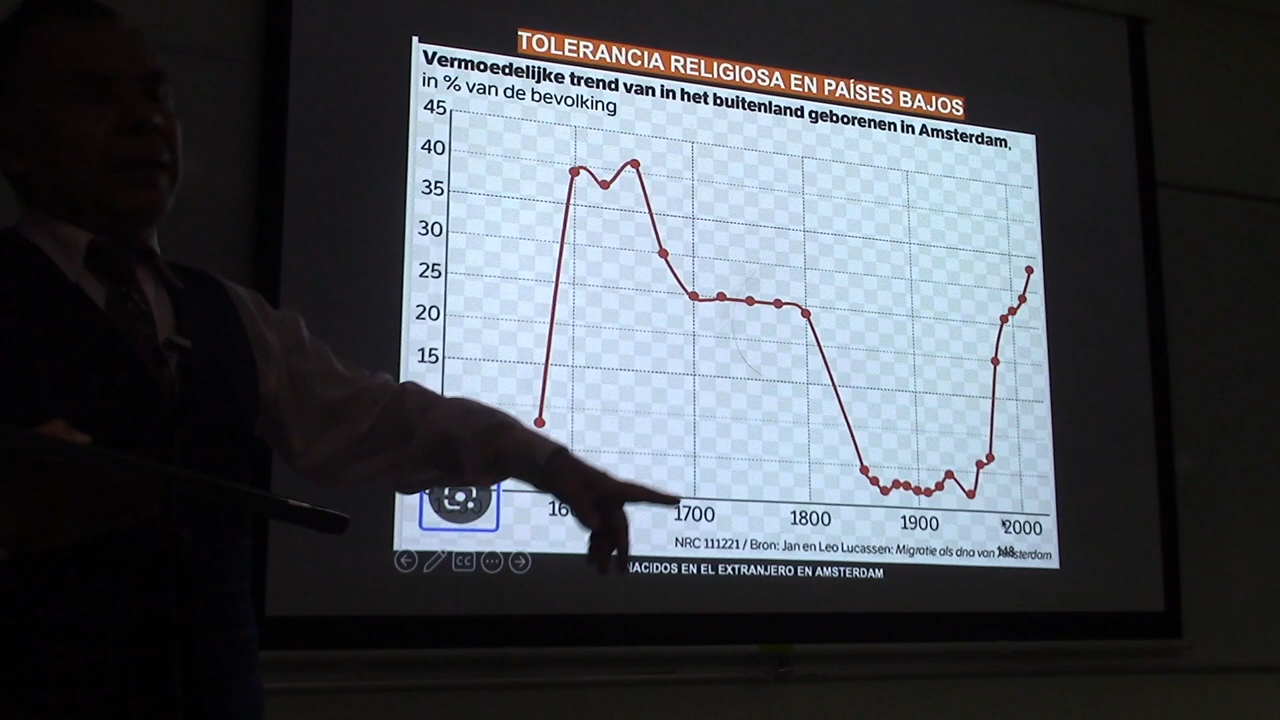 TOLERANCIA RELIGIOSA EN PAÍSES BAJOS
Vermoedelijke trend van in het buitenland geborenen in Amsterdam,
in % van de bevolking
45
40
35
30
25
20
15
1700
1800
1900
2000
NRC 111221 / Bron: Jan en Leo Lucassen: Migratie als dna van Amsterdam
148
NACIDOS EN EL EXTRANJERO EN AMSTERDAM
CC